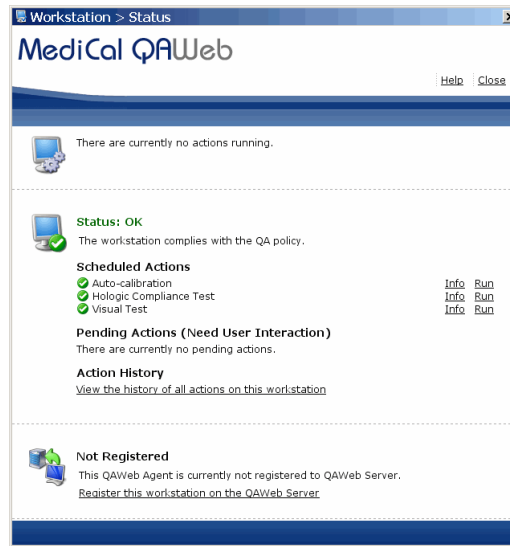 Workstation > Status
MediCal QAWeb
Help Close
There are currently no actions running.
Status: OK
The workstation complies with the QA policy.
Scheduled Actions
Auto-calibration Info Run
Hologic Compliance Test Info Run
Visual Test Info Run
Pending Actions (Need User Interaction)
There are currently no pending actions.
Action History
View the history of all actions on this workstation
Not Registered
This QAWeb Agent is currently not registered to QAWeb Server.
Register this workstation on the QAWeb Server